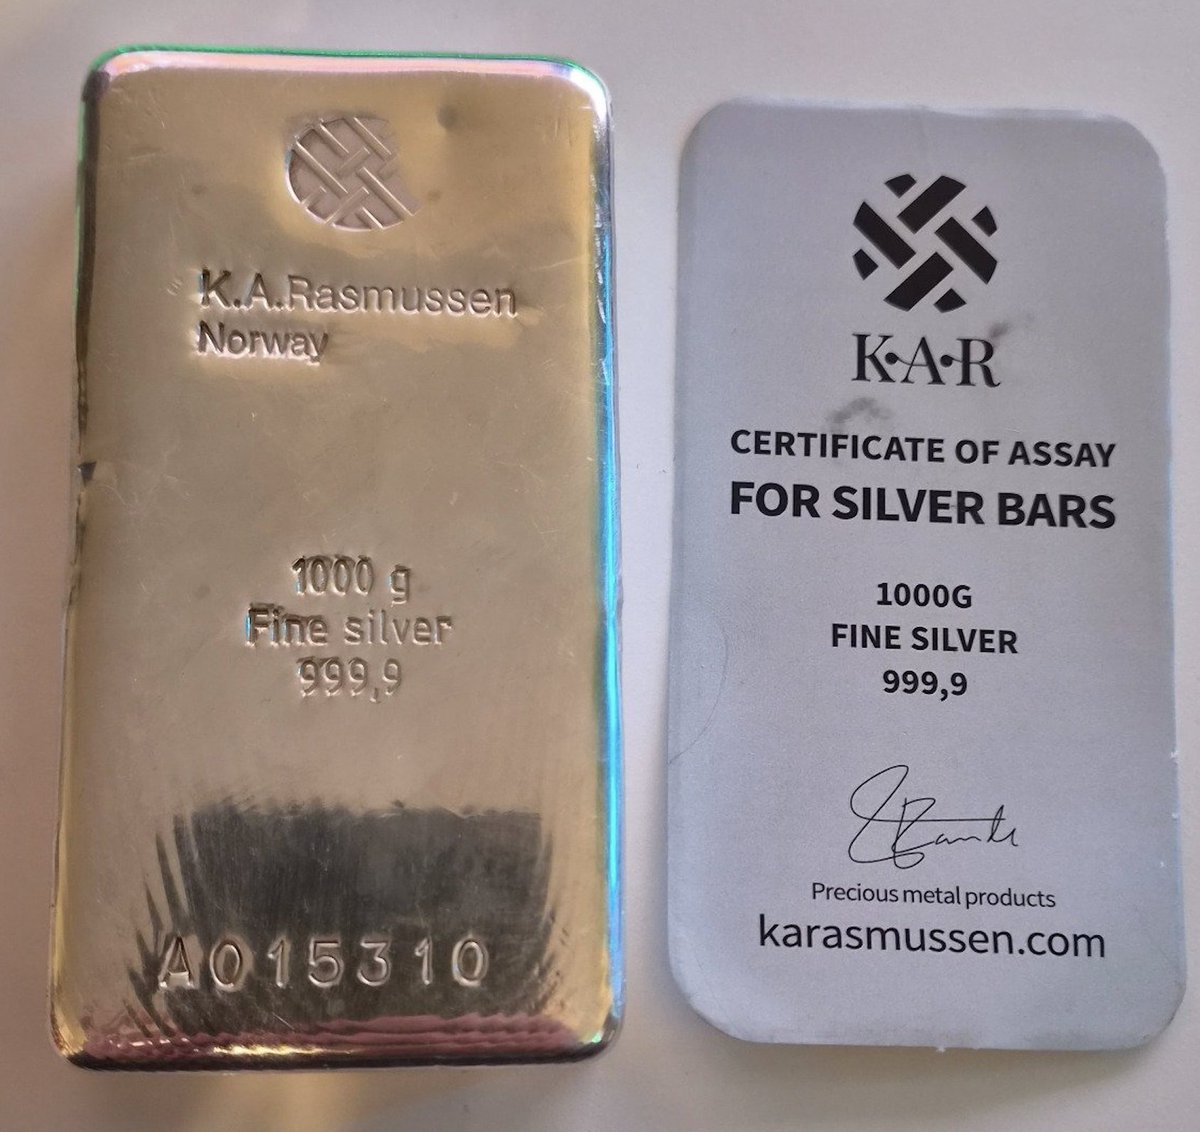 K.A.Rasmussen
Norway
1000 g
Fine silver
999,9
A015310
K·A·R
CERTIFICATE OF ASSAY
FOR SILVER BARS
1000G
FINE SILVER
999,9
Precious metal products
karasmussen.com